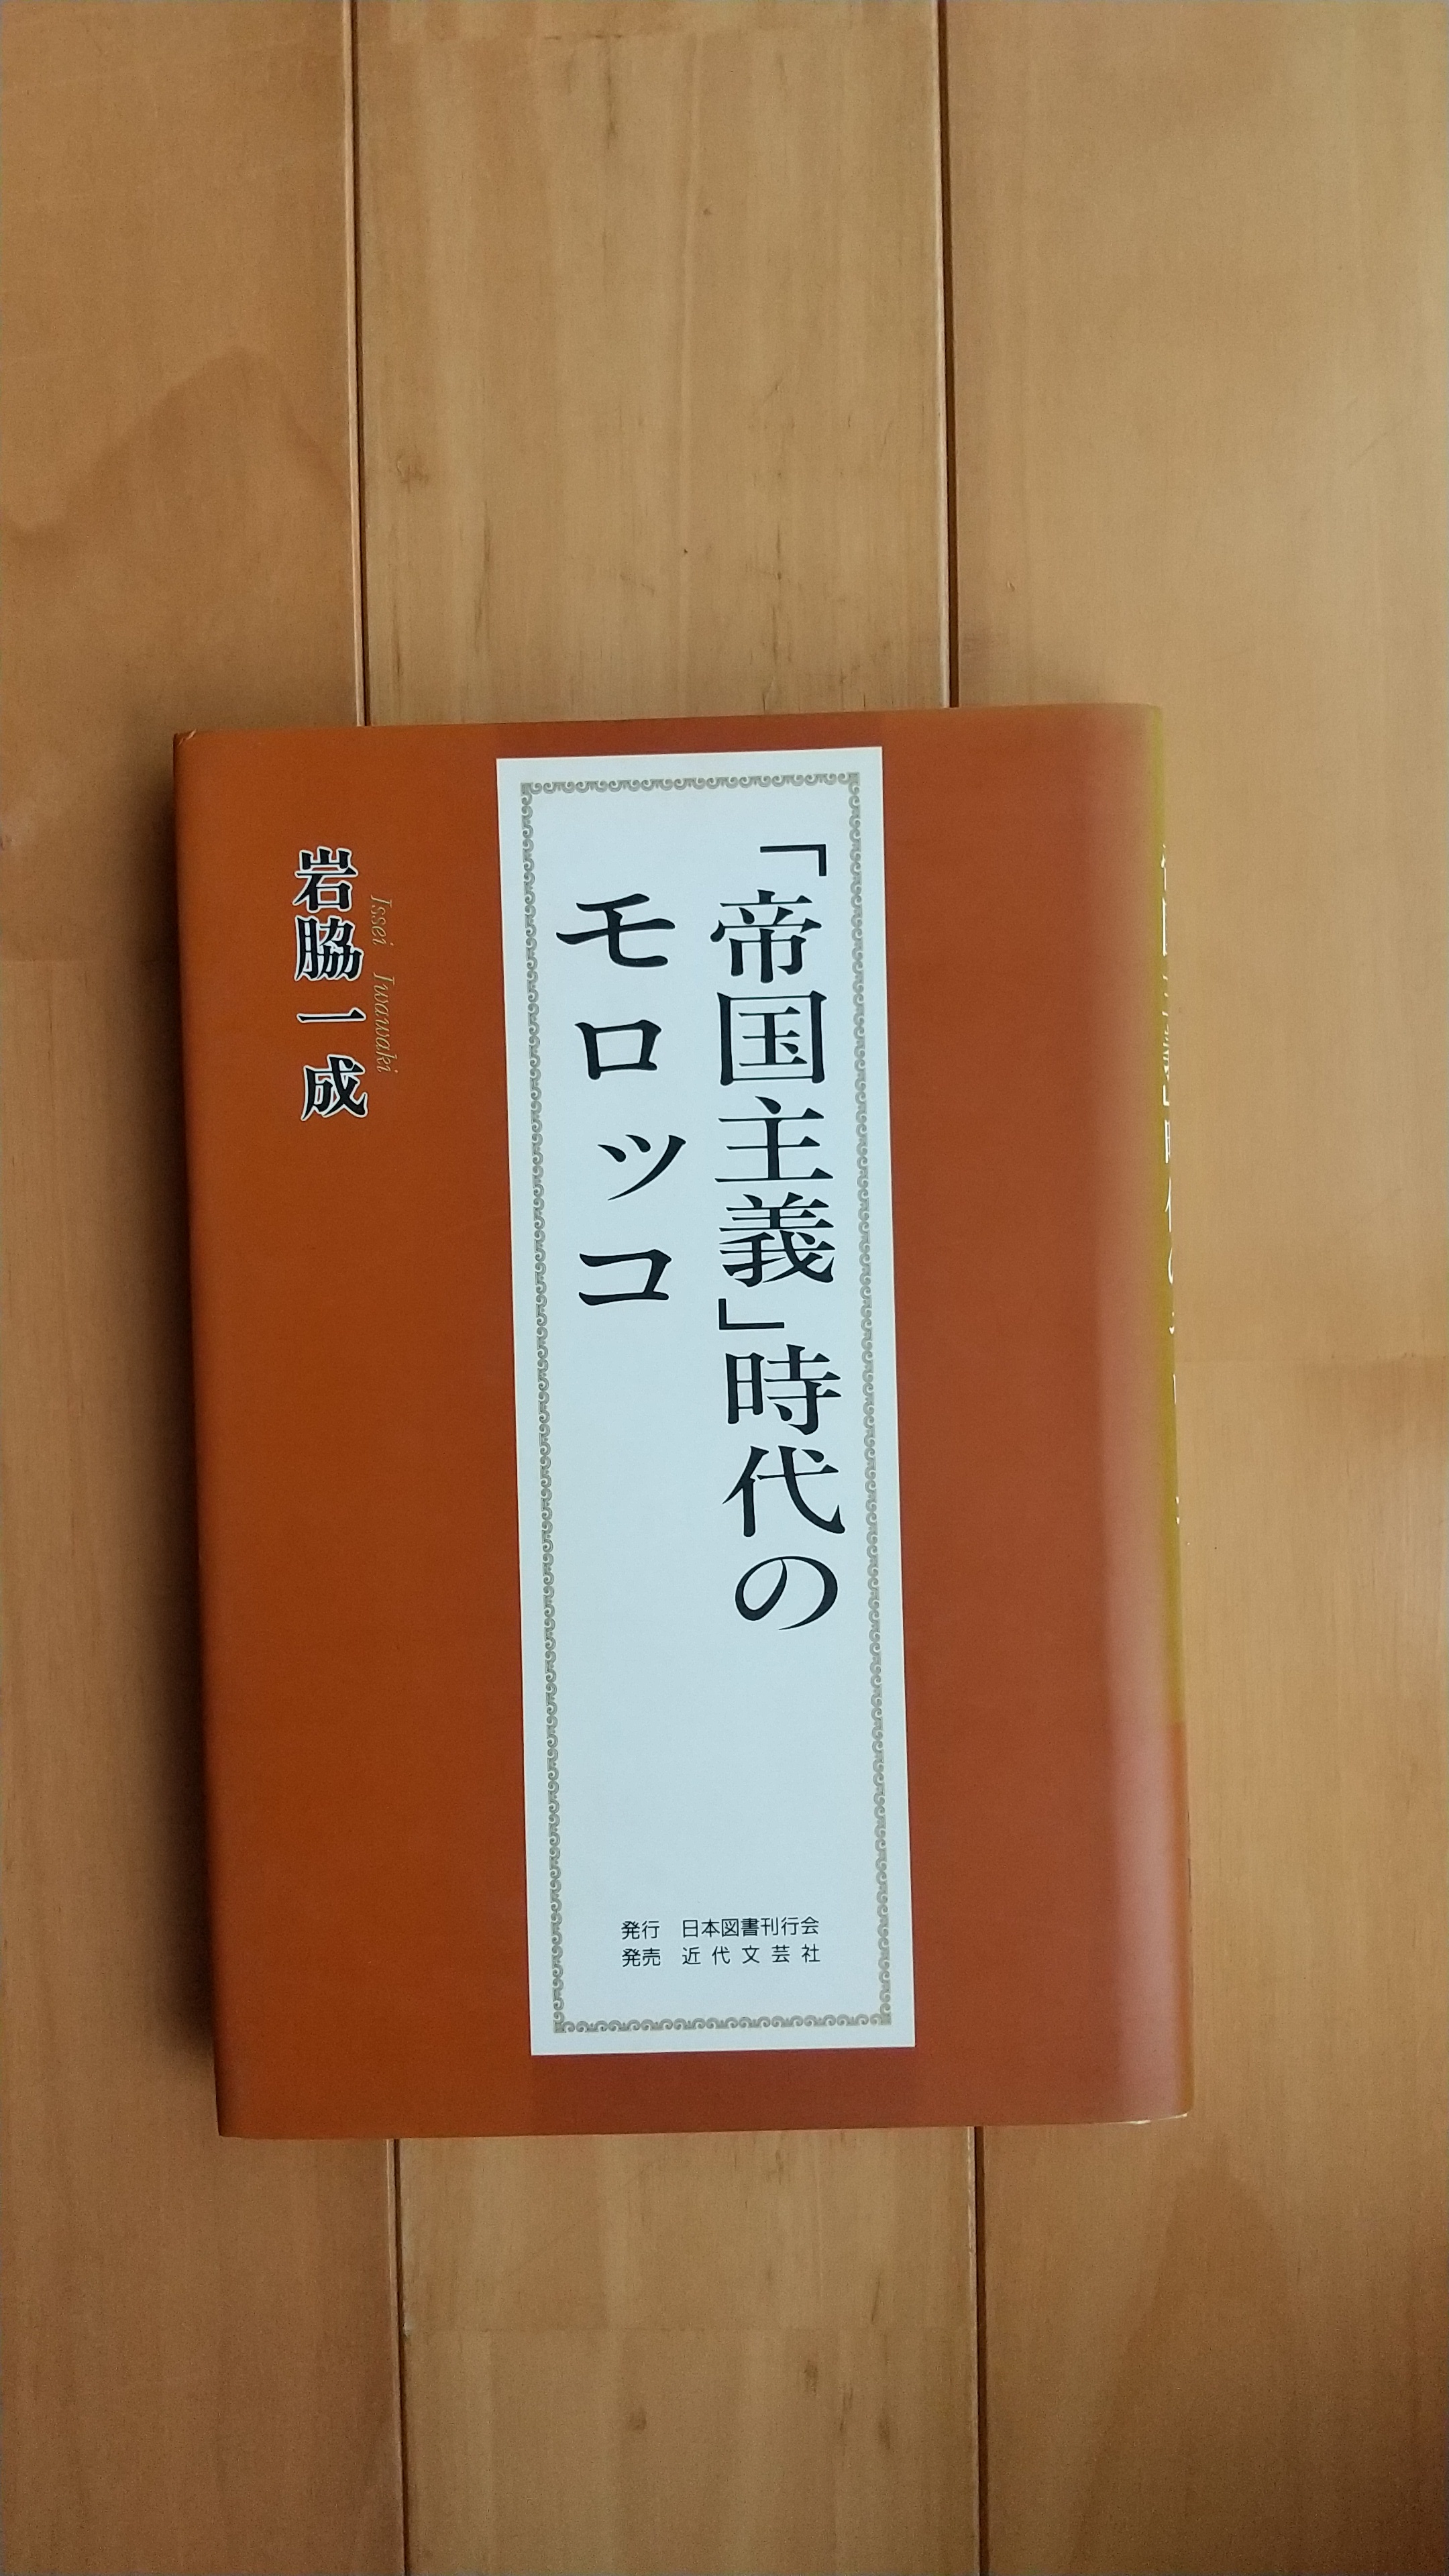 「帝国主義」時代の
モロッコ
Issei Iwawaki
岩脇一成
発行 日本図書刊行会
発売 近代文芸社